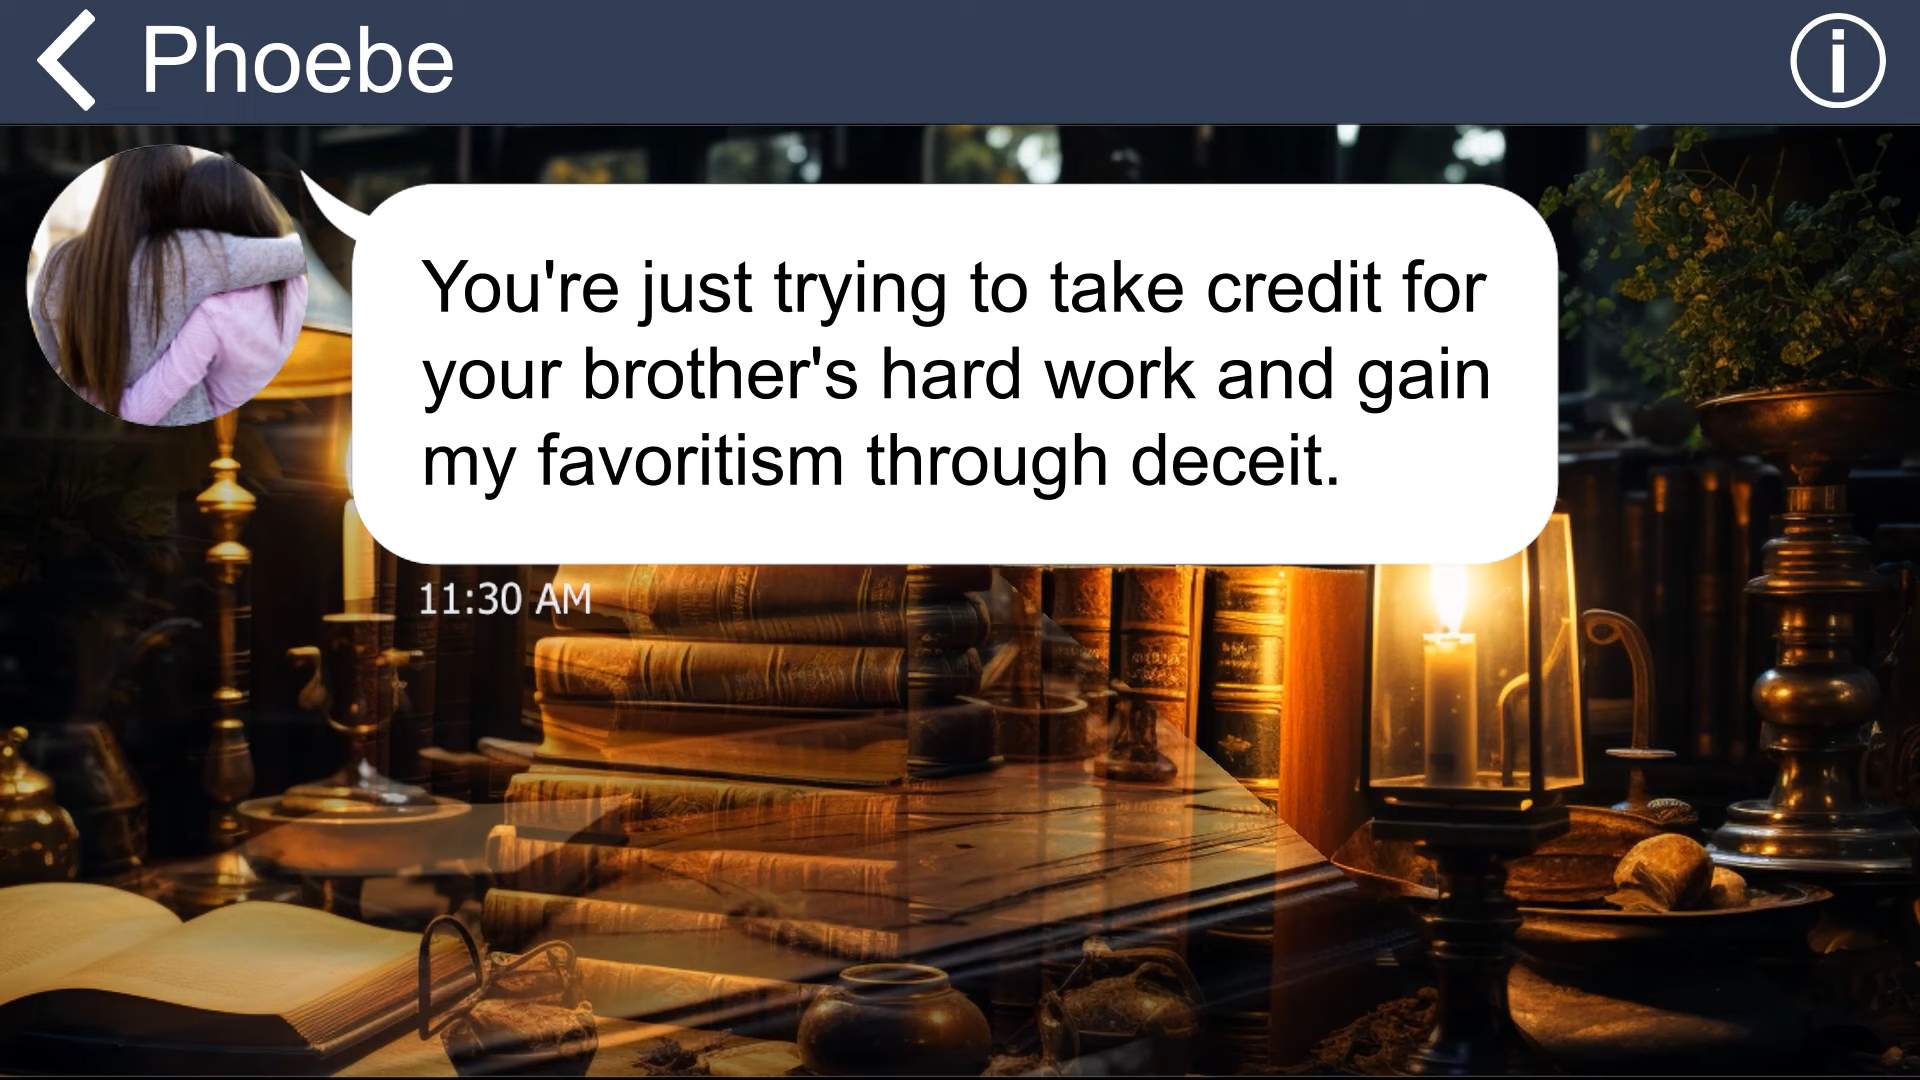 Phoebe
You're just trying to take credit for
your brother's hard work and gain
my favoritism through deceit.
11:30 AM